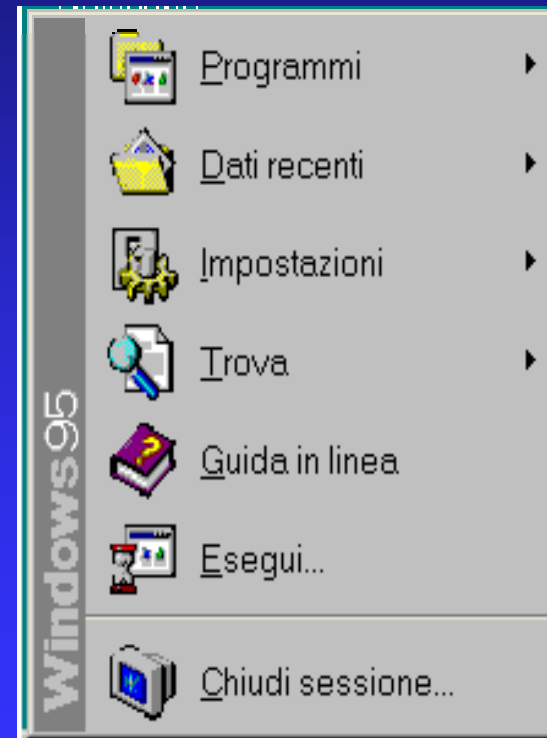 Programmi
Dati recenti
Impostazioni
Trova
Guida in linea
Esegui...
Chiudi sessione...
Windows95